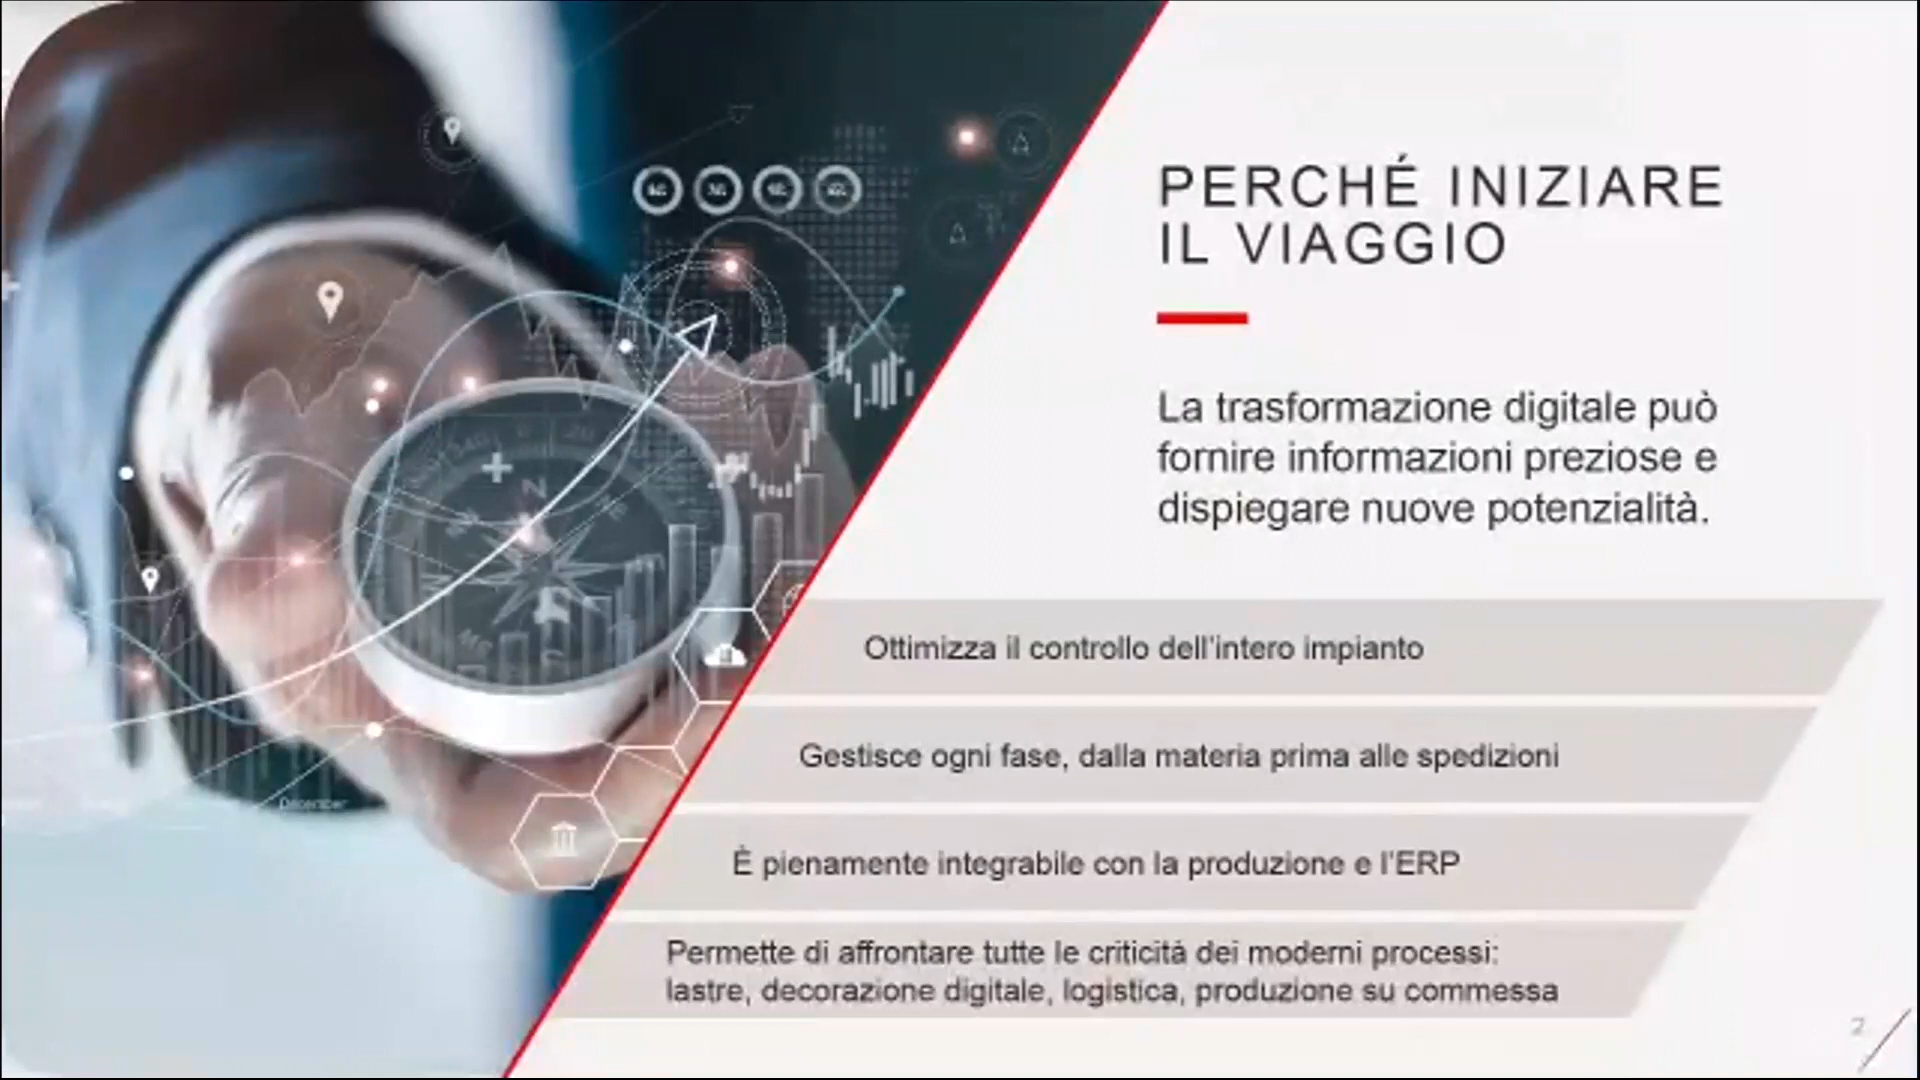 PERCHÉ INIZIARE
IL VIAGGIO
La trasformazione digitale può
fornire informazioni preziose e
dispiegare nuove potenzialità.
Ottimizza il controllo dell'intero impianto
Gestisce ogni fase, dalla materia prima alle spedizioni
È pienamente integrabile con la produzione e l'ERP
Permette di affrontare tutte le criticità dei moderni processi:
lastre, decorazione digitale, logistica, produzione su commessa
December
N
2